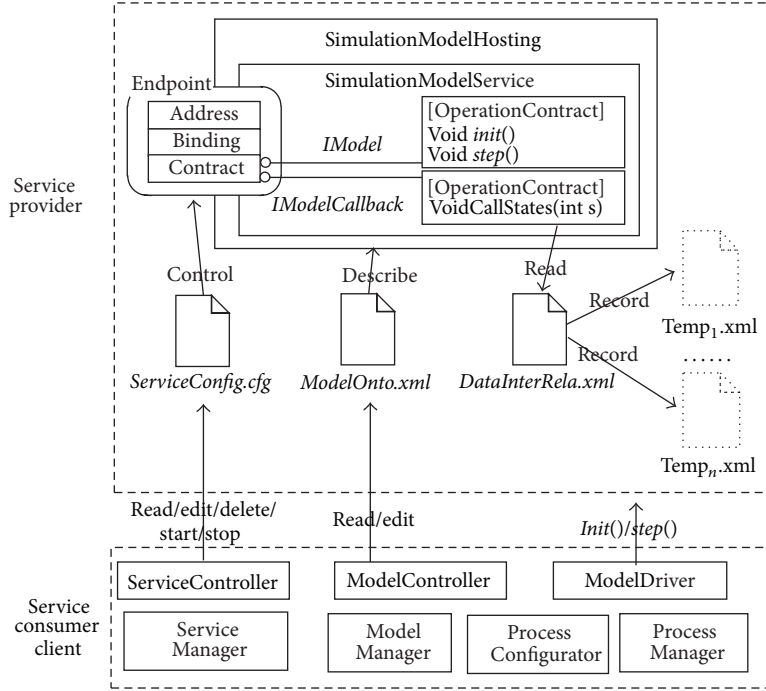 SimulationModelHosting
SimulationModelService
Endpoint
Address
Binding
Contract
IModel
IModelCallback
[OperationContract]
Void init()
Void step()
[OperationContract]
VoidCallStates(int s)
Service
provider
Control
Describe
Read
Record
Record
ServiceConfig.cfg
ModelOnto.xml
DataInterRela.xml
Temp1.xml
......
Tempn.xml
Read/edit/delete/
start/stop
Read/edit
Init()/step()
Service
consumer
client
ServiceController
ModelController
ModelDriver
Service
Manager
Model
Manager
Process
Configurator
Process
Manager